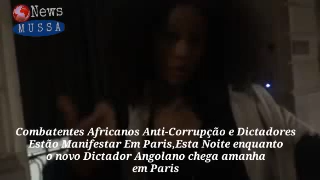 News
MUSSA
Combatentes Africanos Anti-Corrupção e Dictadores
Estão Manifestar Em Paris,Esta Noite enquanto
o novo Dictador Angolano chega amanha
em Paris